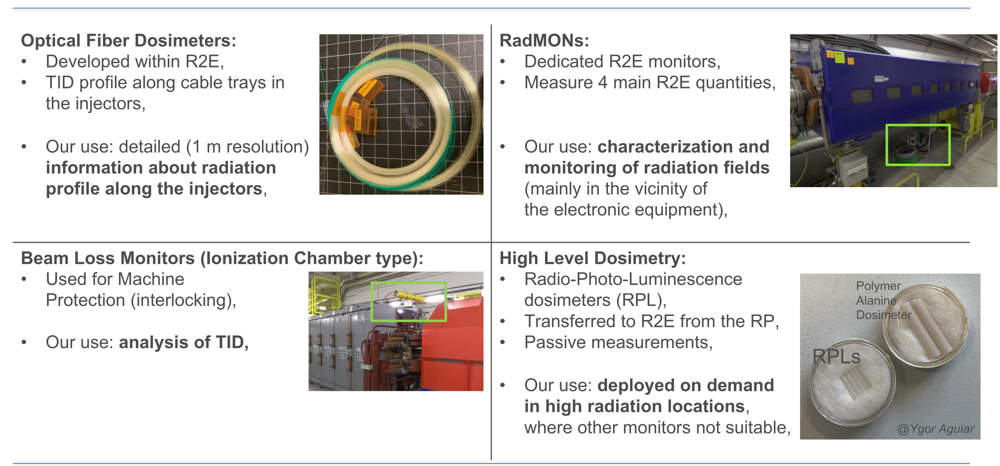 Optical Fiber Dosimeters:
• Developed within R2E,
• TID profile along cable trays in
the injectors,
• Our use: detailed (1 m resolution)
information about radiation
profile along the injectors,
SMF 28
RadMONs:
• Dedicated R2E monitors,
• Measure 4 main R2E quantities,
• Our use: characterization and
monitoring of radiation fields
(mainly in the vicinity of
the electronic equipment),
32210
Beam Loss Monitors (Ionization Chamber type):
• Used for Machine
Protection (interlocking),
• Our use: analysis of TID,
ATTENTION
High Level Dosimetry:
• Radio-Photo-Luminescence
dosimeters (RPL),
• Transferred to R2E from the RP,
• Passive measurements,
• Our use: deployed on demand
in high radiation locations,
where other monitors not suitable,
Polymer
Alanine
Dosimeter
RPLs
@Ygor Aguiar